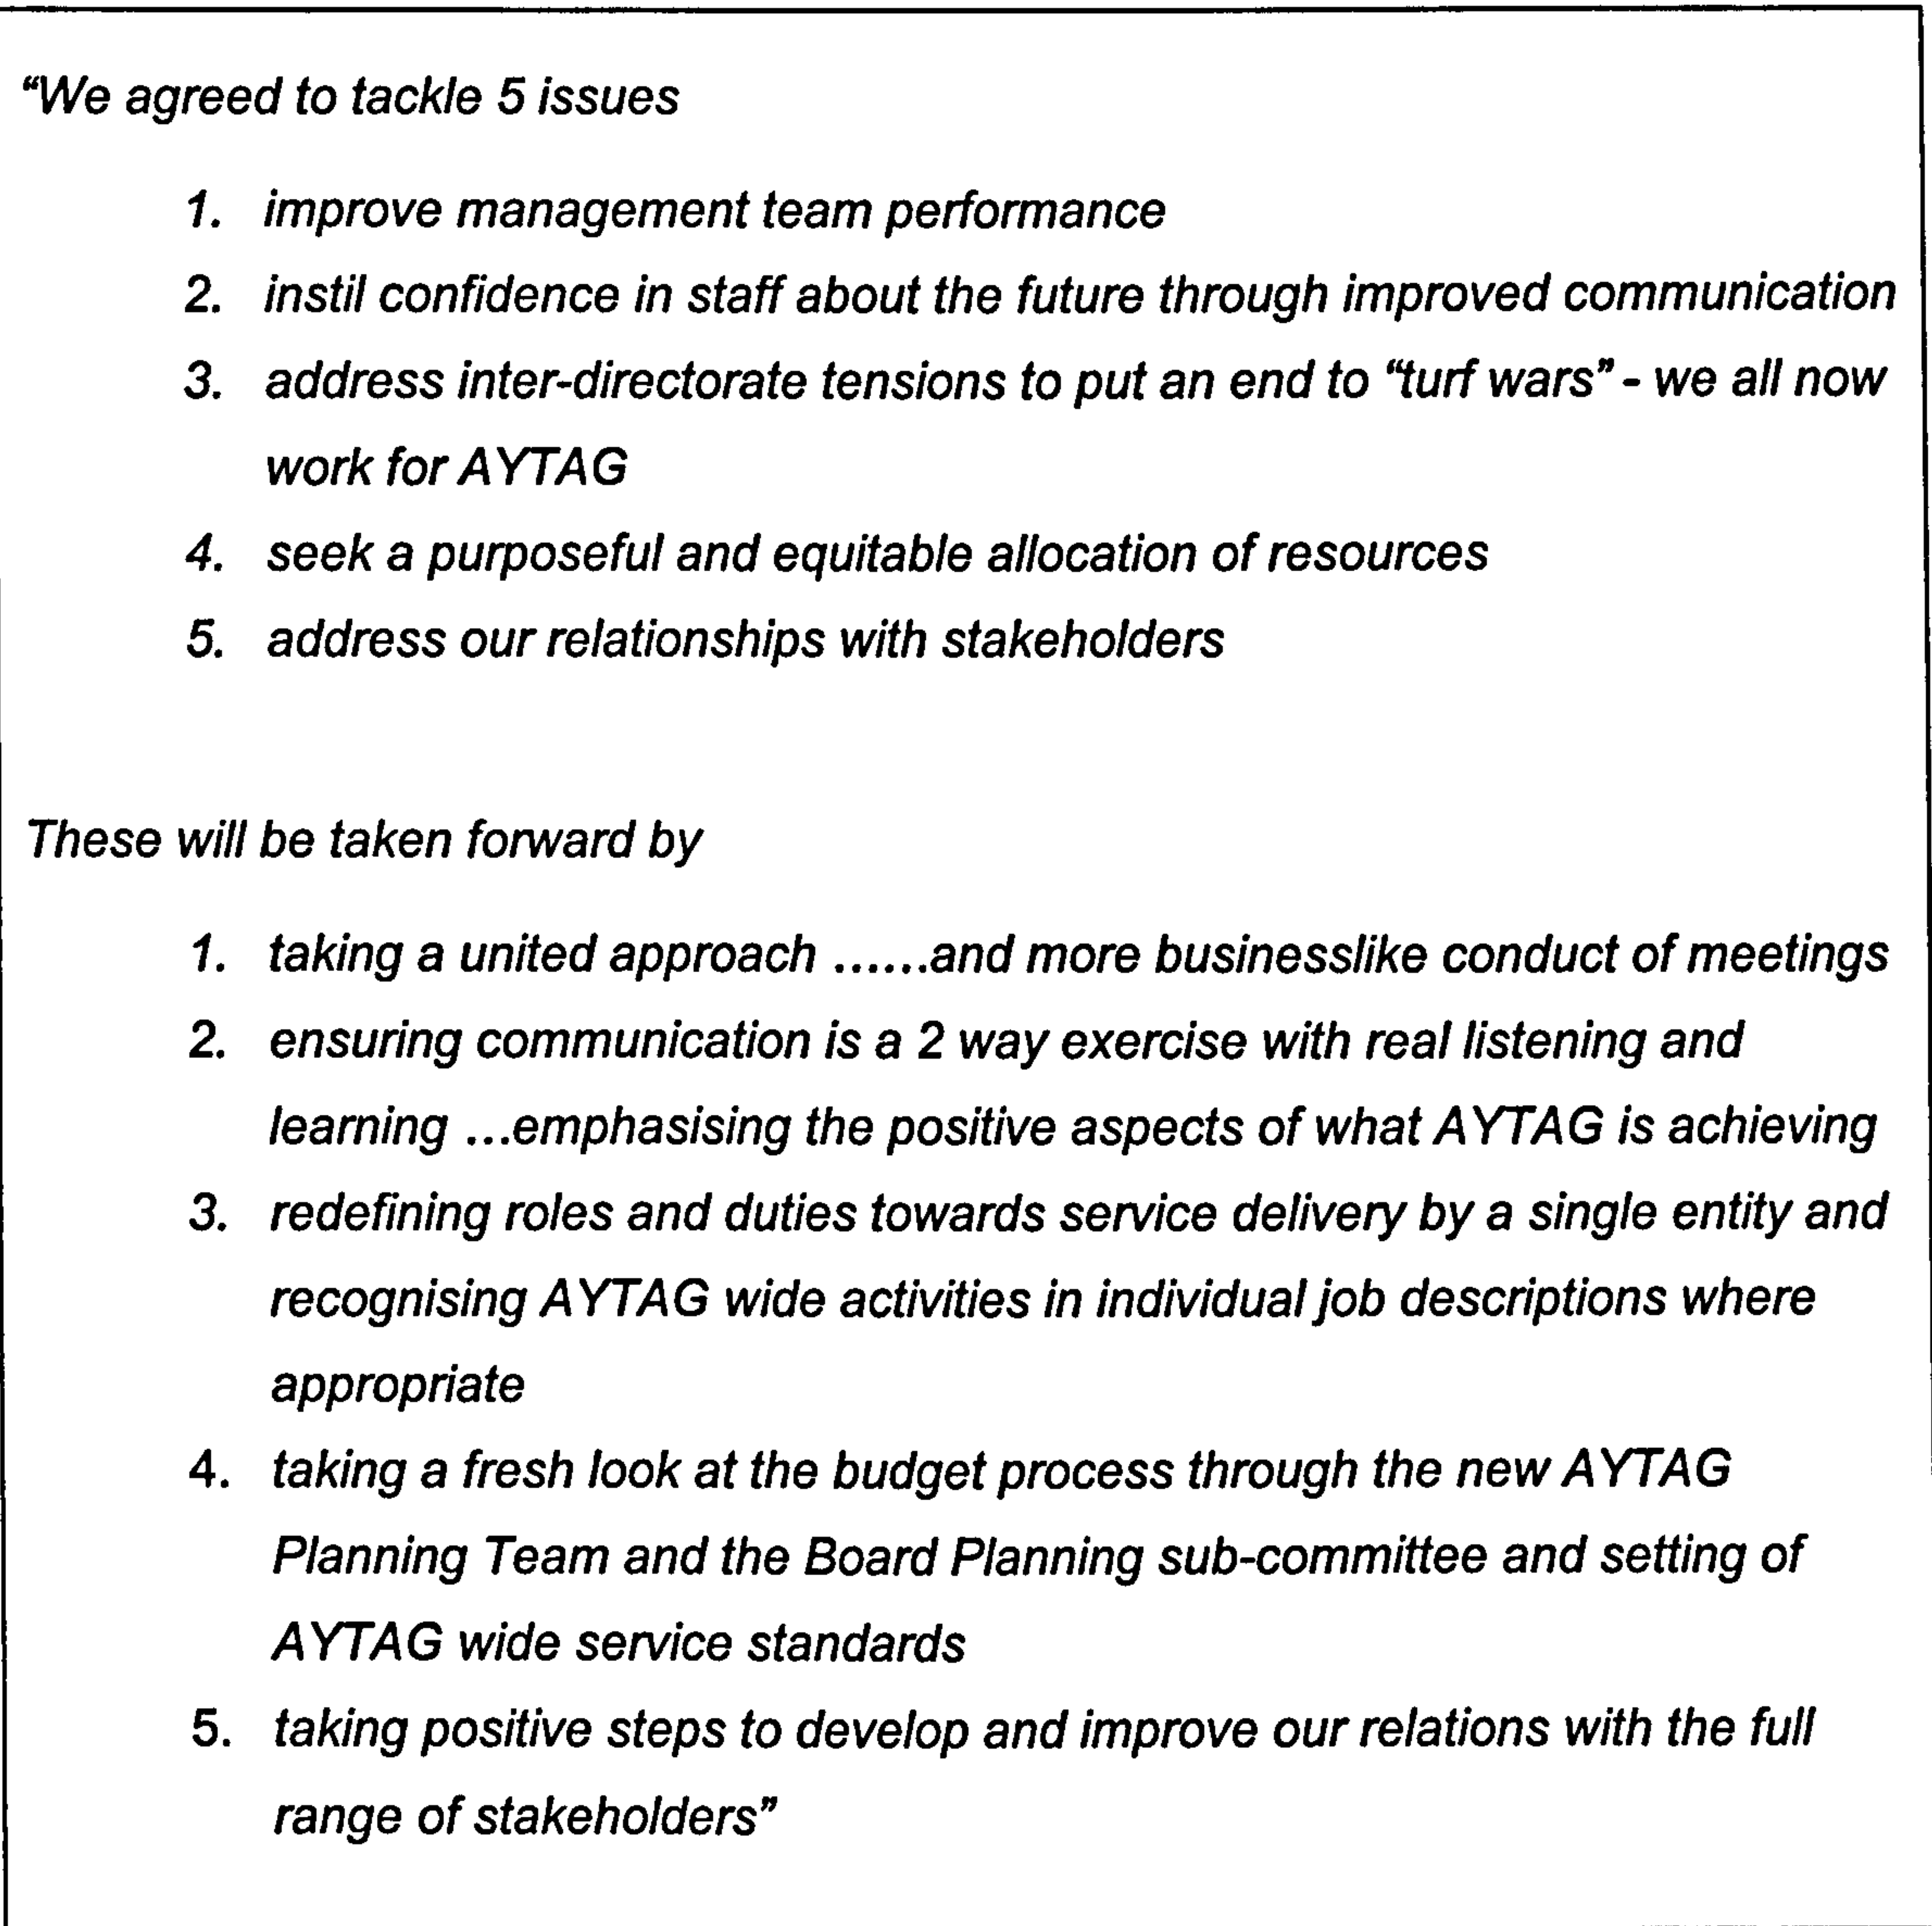 “We agreed to tackle 5 issues
1. improve management team performance
2. instil confidence in staff about the future through improved communication
3. address inter-directorate tensions to put an end to “turf wars” - we all now
work for AYTAG
4. seek a purposeful and equitable allocation of resources
5. address our relationships with stakeholders
These will be taken forward by
1. taking a united approach ......and more businesslike conduct of meetings
2. ensuring communication is a 2 way exercise with real listening and
learning ...emphasising the positive aspects of what AYTAG is achieving
3. redefining roles and duties towards service delivery by a single entity and
recognising AYTAG wide activities in individual job descriptions where
appropriate
4. taking a fresh look at the budget process through the new AYTAG
Planning Team and the Board Planning sub-committee and setting of
AYTAG wide service standards
5. taking positive steps to develop and improve our relations with the full
range of stakeholders”